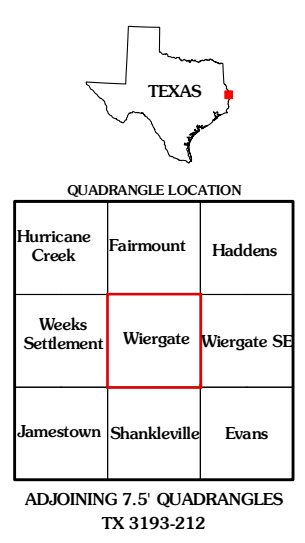 TEXAS
QUADRANGLE LOCATION
Hurricane
Creek
Fairmount
Haddens
Weeks
Settlement
Wiergate
Wiergate SE
Jamestown
Shankleville
Evans
ADJOINING 7.5' QUADRANGLES
TX 3193-212